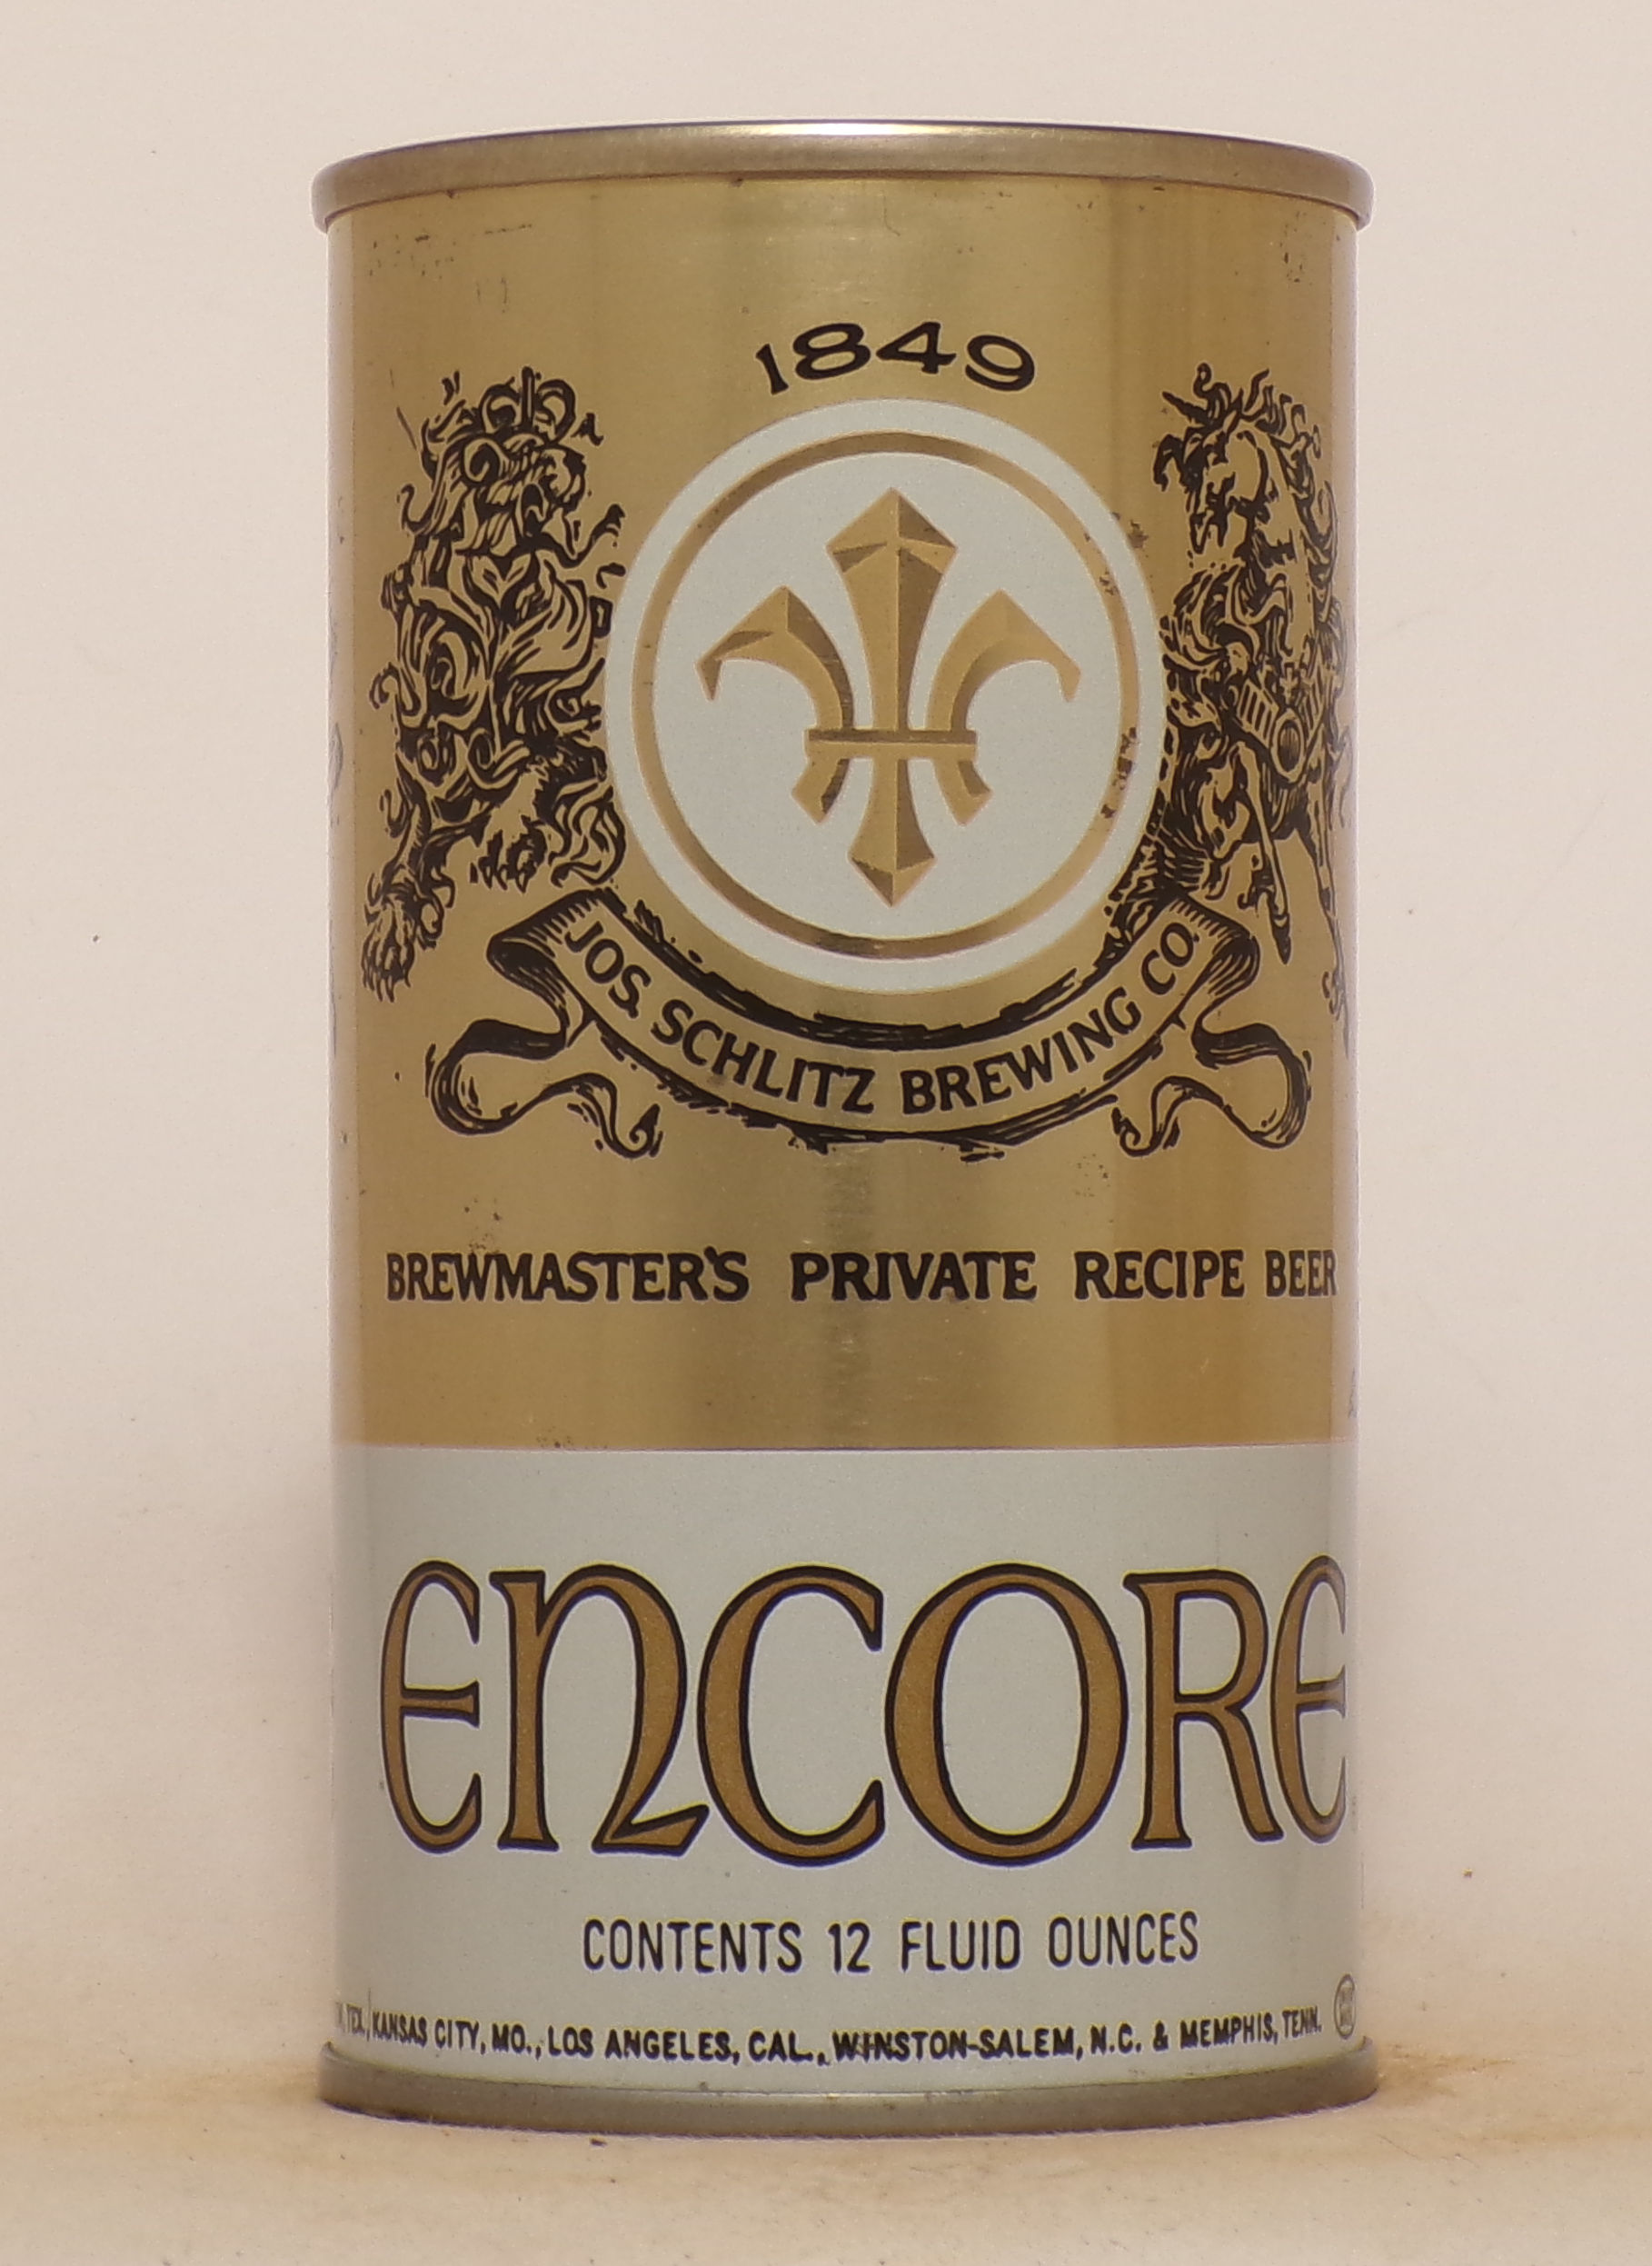 1849
JOS. SCHLITZ BREWING CO.
BREWMASTER'S PRIVATE RECIPE BEER
ENCORE
CONTENTS 12 FLUID OUNCES
TEX., KANSAS CITY, MO., LOS ANGELES, CAL., WINSTON-SALEM, N.C. & MEMPHIS, TENN.